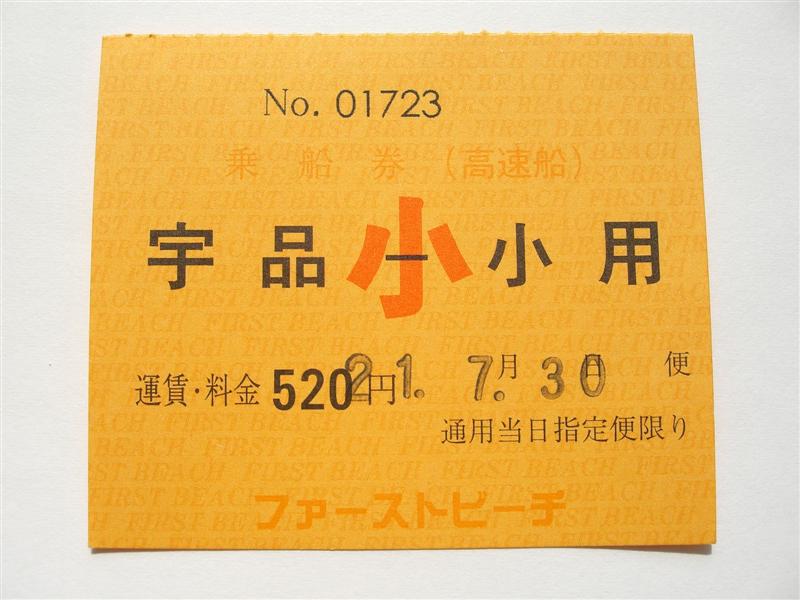 No. 01723
乗船券（高速船）
宇品－小用
小
運賃・料金 520円 21. 7月. 30日 便
通用当日指定便限り
ファーストビーチ
FIRST BEACH